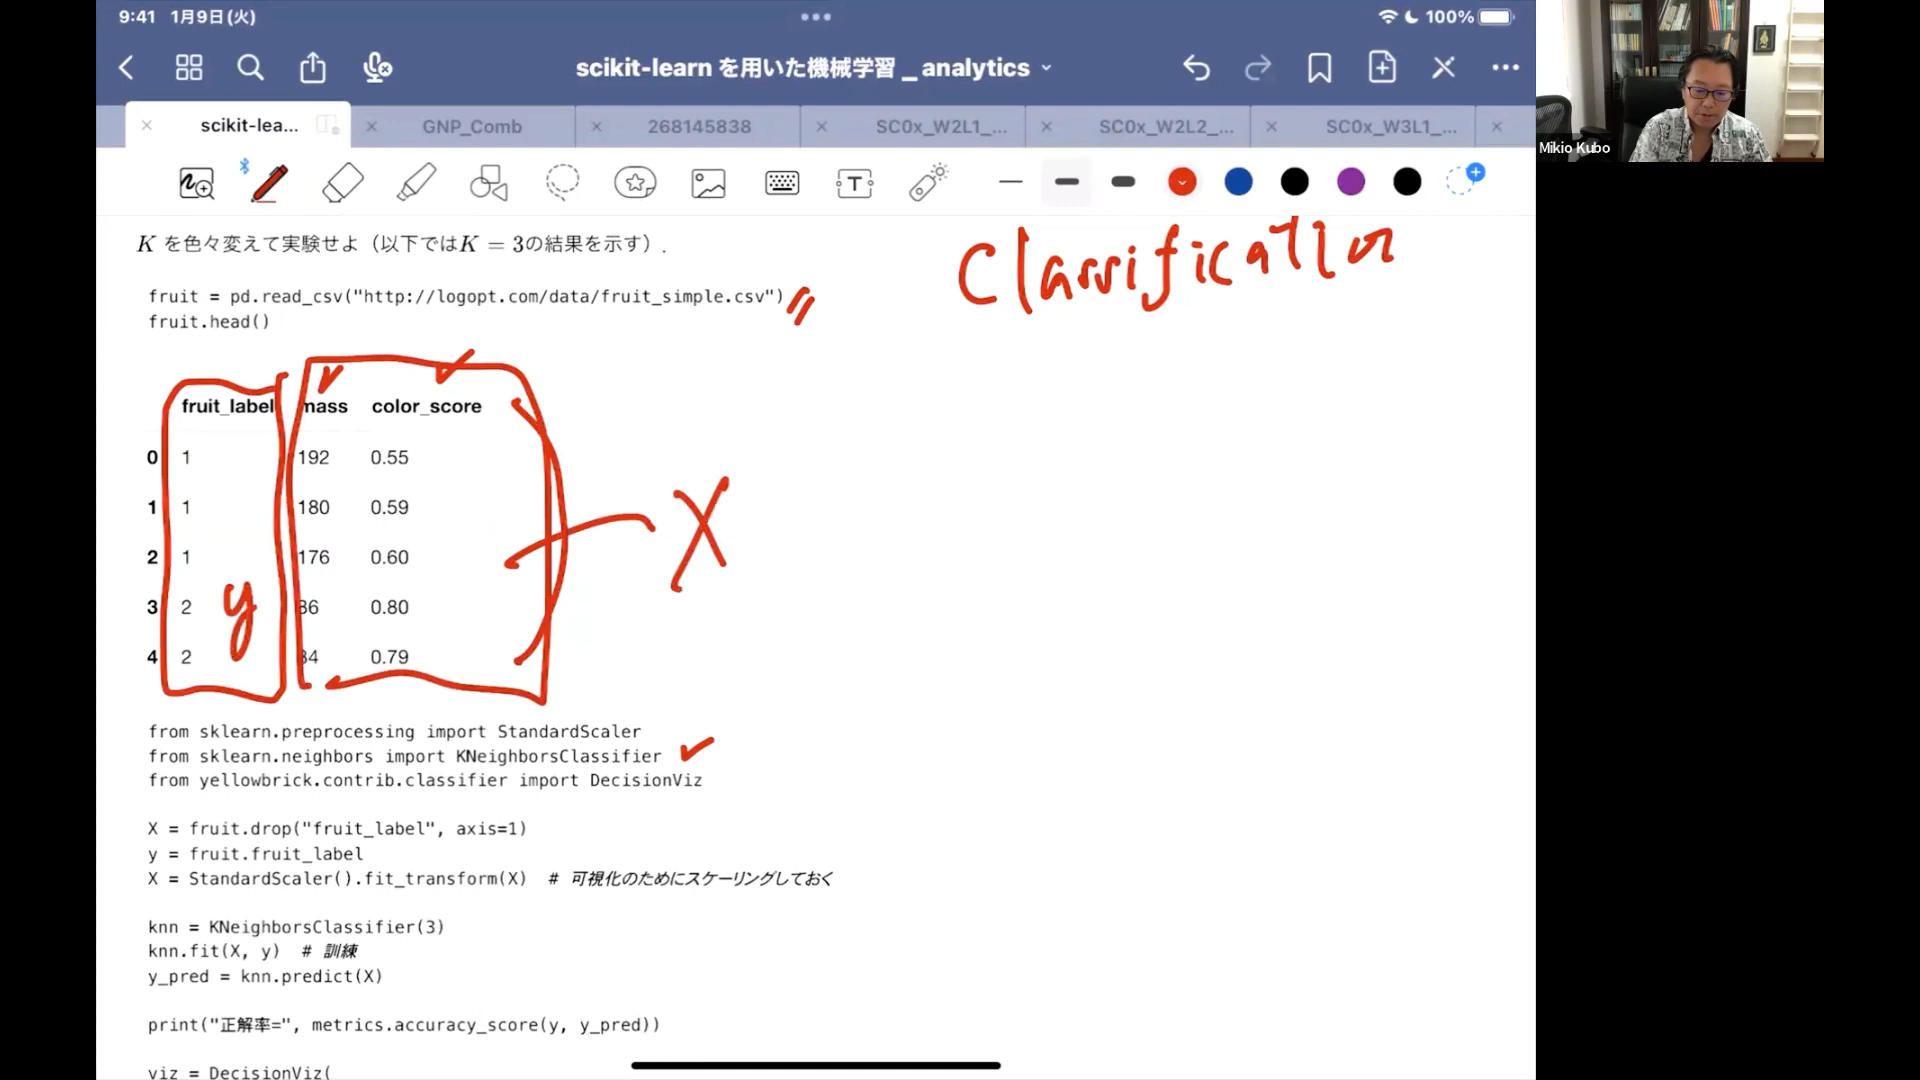 9:41 1月9日(火)
100%
scikit-learn を用いた機械学習 _ analytics
scikit-lea...
GNP_Comb
268145838
SC0x_W2L1_...
SC0x_W2L2_...
SC0x_W3L1_...
Mikio Kubo
K を色々変えて実験せよ（以下ではK = 3の結果を示す）.
Classification
fruit = pd.read_csv("http://logopt.com/data/fruit_simple.csv")
fruit.head()
fruit_label mass color_score
0 1 192 0.55
1 1 180 0.59
2 1 176 0.60
3 2 86 0.80
4 2 84 0.79
y
X
from sklearn.preprocessing import StandardScaler
from sklearn.neighbors import KNeighborsClassifier
from yellowbrick.contrib.classifier import DecisionViz
X = fruit.drop("fruit_label", axis=1)
y = fruit.fruit_label
X = StandardScaler().fit_transform(X) # 可視化のためにスケーリングしておく
knn = KNeighborsClassifier(3)
knn.fit(X, y) # 訓練
y_pred = knn.predict(X)
print("正解率=", metrics.accuracy_score(y, y_pred))
viz = DecisionViz(